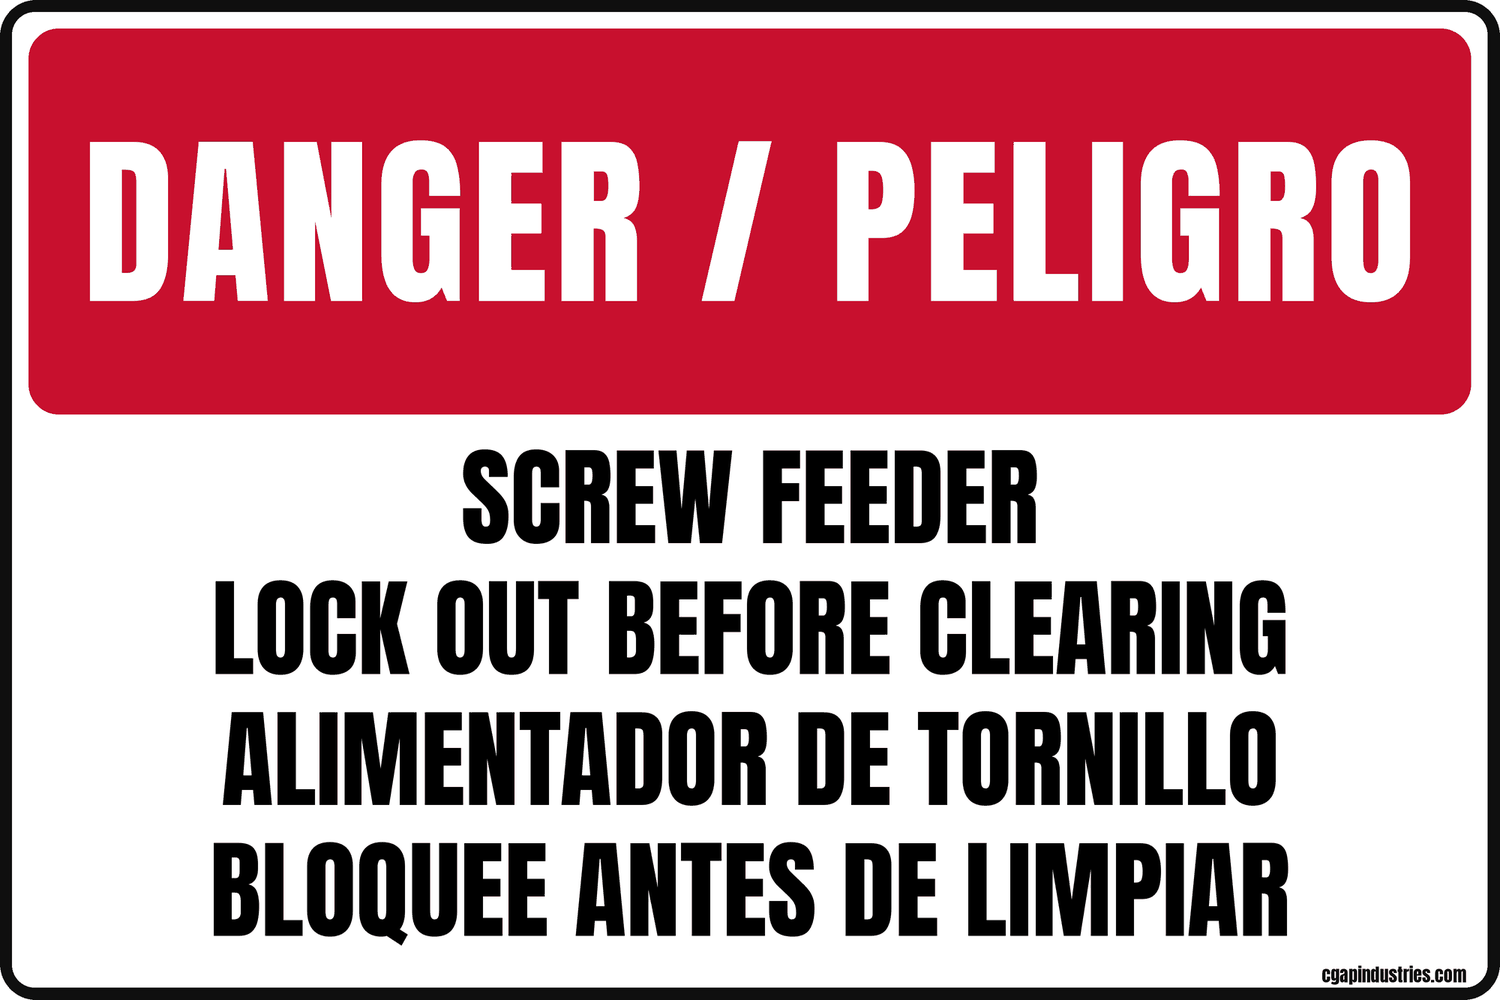 DANGER / PELIGRO
SCREW FEEDER
LOCK OUT BEFORE CLEARING
ALIMENTADOR DE TORNILLO
BLOQUEE ANTES DE LIMPIAR
cgapindustries.com